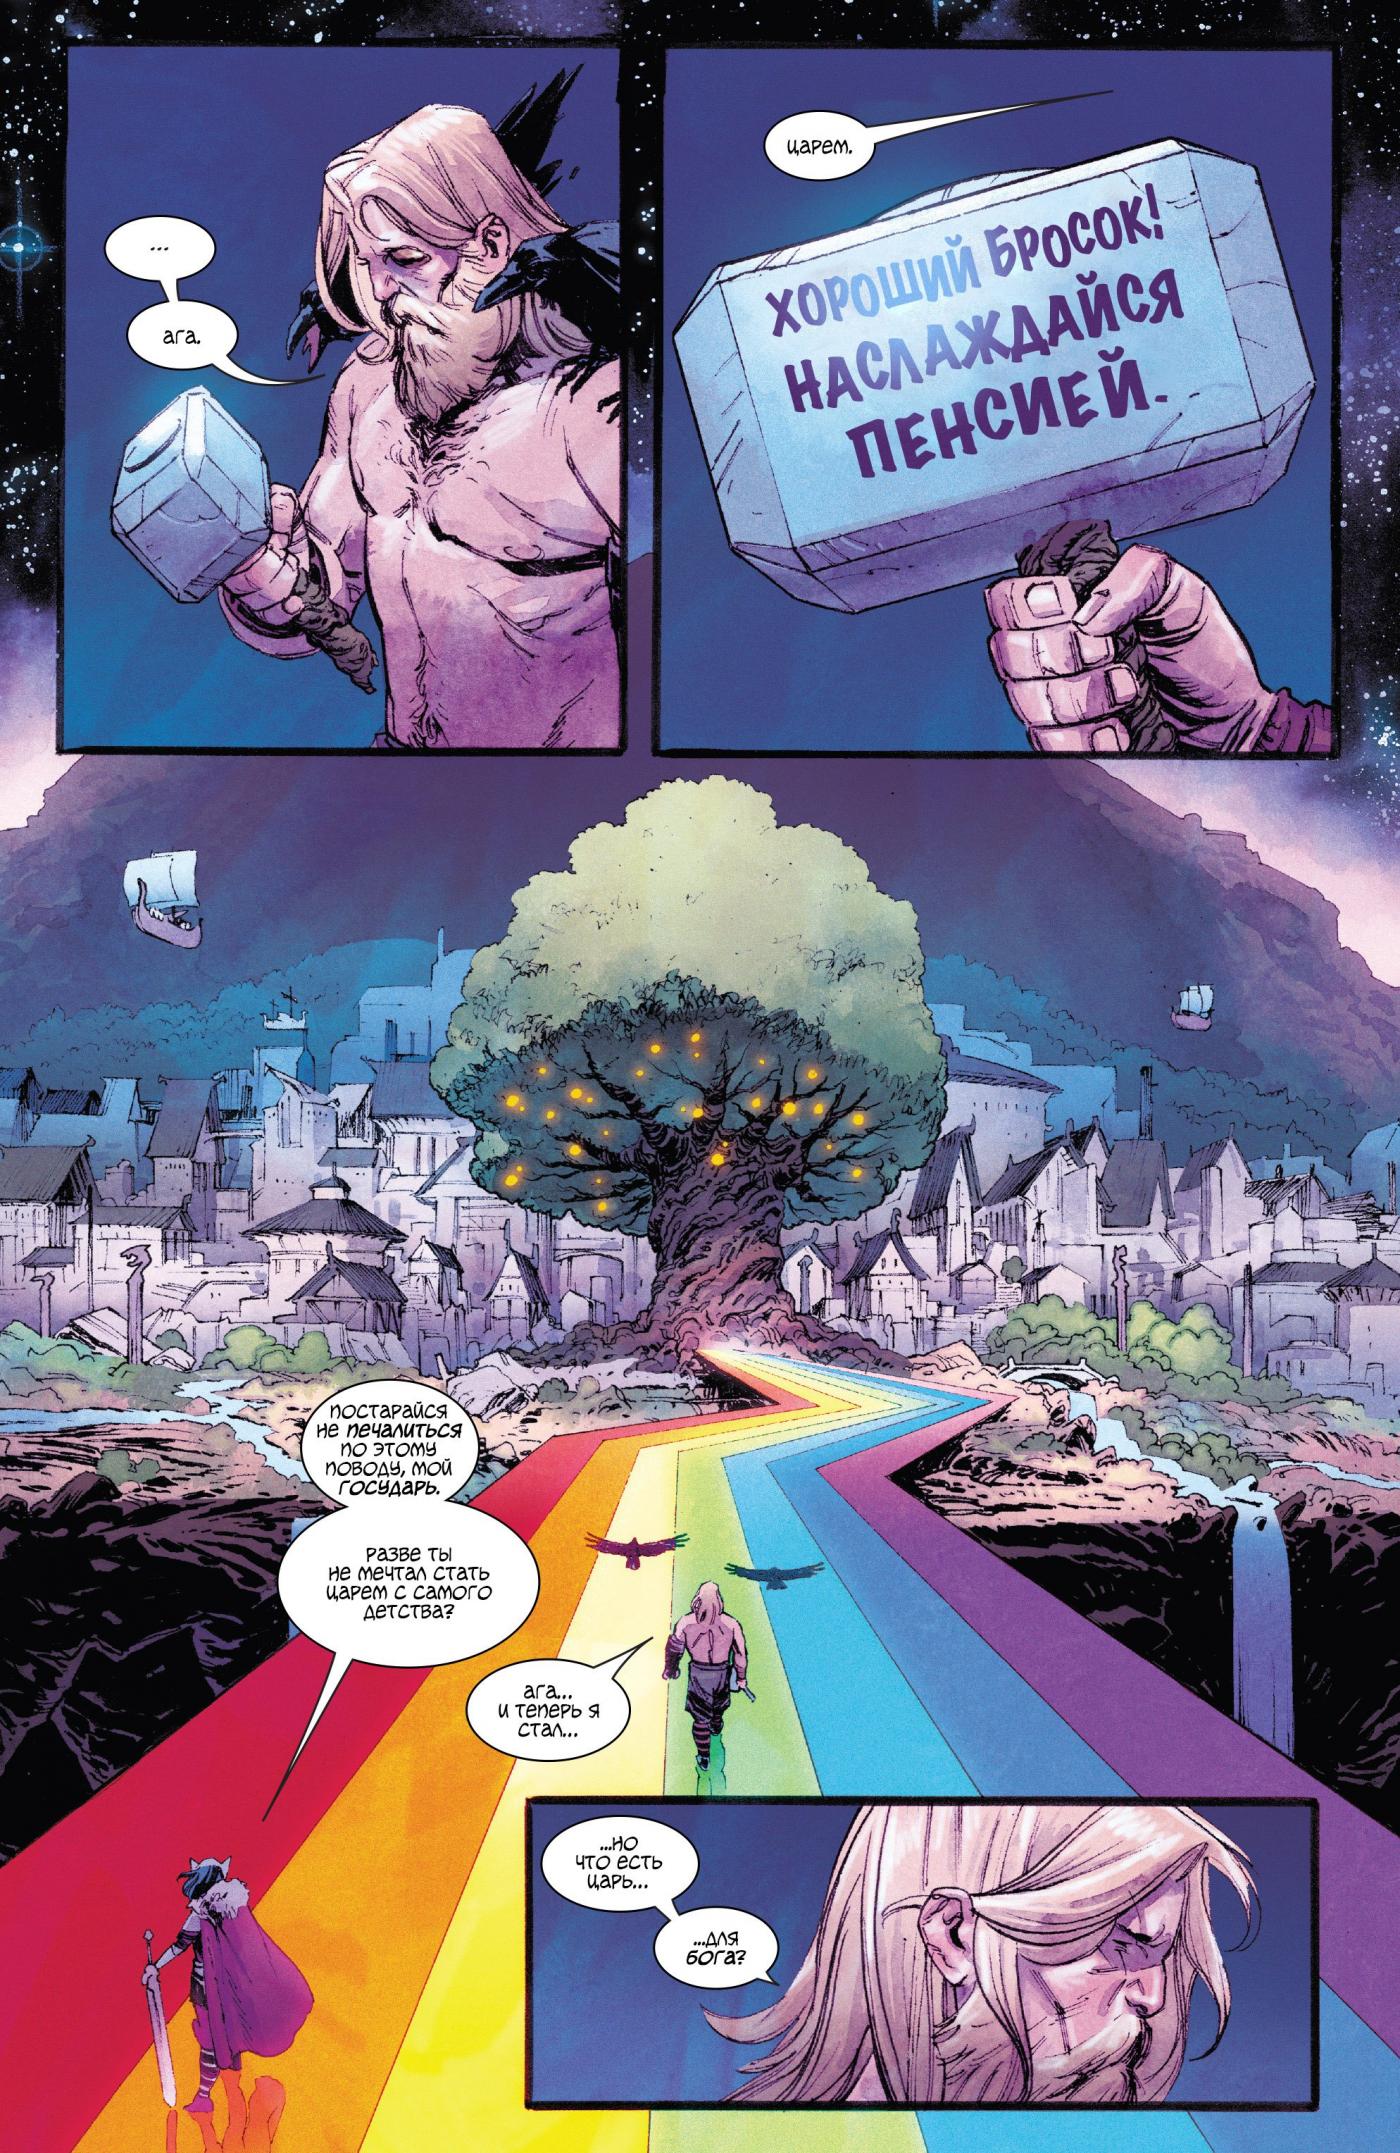 ...
АГА.
ЦАРЕМ.
ХОРОШИЙ БРОСОК!
НАСЛАЖДАЙСЯ
ПЕНСИЕЙ.
ПОСТАРАЙСЯ
НЕ ПЕЧАЛИТЬСЯ
ПО ЭТОМУ
ПОВОДУ, МОЙ
ГОСУДАРЬ.
РАЗВЕ ТЫ
НЕ МЕЧТАЛ СТАТЬ
ЦАРЕМ С САМОГО
ДЕТСТВА?
АГА...
И ТЕПЕРЬ Я
СТАЛ...
...НО
ЧТО ЕСТЬ
ЦАРЬ...
...ДЛЯ
БОГА?